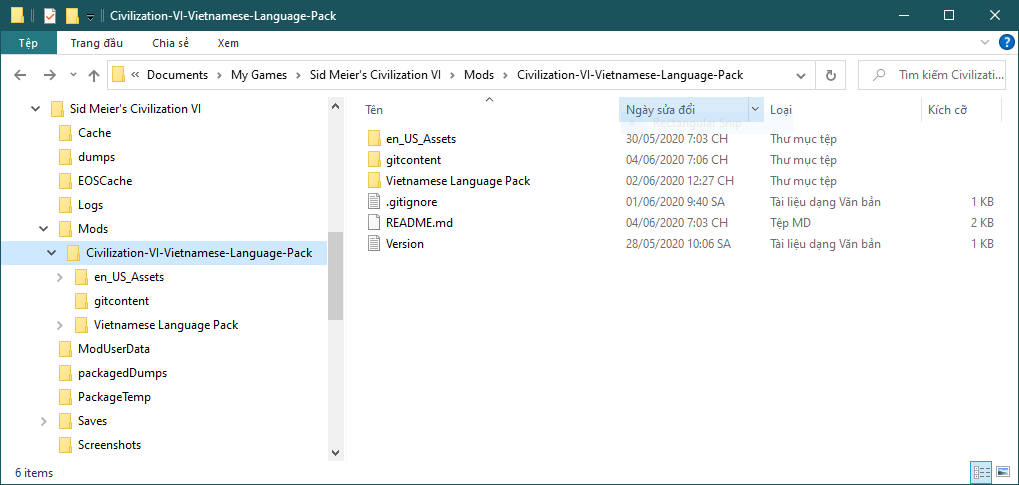 Civilization-VI-Vietnamese-Language-Pack
Tệp Trang đầu Chia sẻ Xem
« Documents > My Games > Sid Meier's Civilization VI > Mods > Civilization-VI-Vietnamese-Language-Pack Tìm kiếm Civilizati...
Sid Meier's Civilization VI
Cache
dumps
EOSCache
Logs
Mods
Civilization-VI-Vietnamese-Language-Pack
en_US_Assets
gitcontent
Vietnamese Language Pack
ModUserData
packagedDumps
PackageTemp
Saves
Screenshots
Tên Ngày sửa đổi Loại Kích cỡ
Rectangular Snip
en_US_Assets 30/05/2020 7:03 CH Thư mục tệp
gitcontent 04/06/2020 7:06 CH Thư mục tệp
Vietnamese Language Pack 02/06/2020 12:27 CH Thư mục tệp
.gitignore 01/06/2020 9:40 SA Tài liệu dạng Văn bản 1 KB
README.md 04/06/2020 7:03 CH Tệp MD 2 KB
Version 28/05/2020 10:06 SA Tài liệu dạng Văn bản 1 KB
6 items